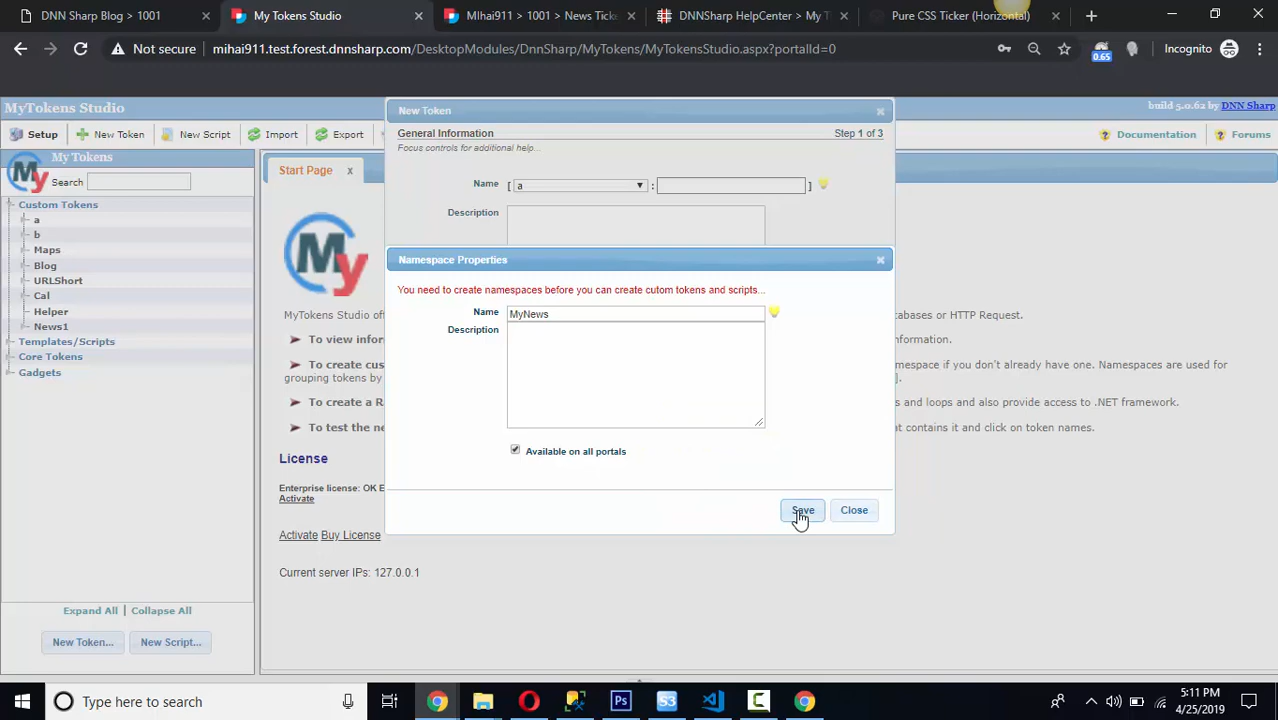 DNN Sharp Blog > 1001
My Tokens Studio
MIhai911 > 1001 > News Ticke
DNNSharp HelpCenter > My T
Pure CSS Ticker (Horizontal)
Not secure
mihai911.test.forest.dnnsharp.com/DesktopModules/DnnSharp/MyTokens/MyTokensStudio.aspx?portalId=0
0.65
Incognito
MyTokens Studio
build 5.0.62 by DNN Sharp
Setup
New Token
New Script
Import
Export
Documentation
Forums
My Tokens
Search
Custom Tokens
a
b
Maps
Blog
URLShort
Cal
Helper
News1
Templates/Scripts
Core Tokens
Gadgets
Expand All | Collapse All
New Token...
New Script...
Start Page x
My
MyTokens Studio of
atabases or HTTP Request.
To view infor
nformation.
To create cus
mespace if you don't already have one. Namespaces are used for
grouping tokens by
].
To create a R
s and loops and also provide access to .NET framework.
To test the ne
at contains it and click on token names.
License
Enterprise license: OK E
Activate
Activate Buy License
Current server IPs: 127.0.0.1
New Token
General Information
Step 1 of 3
Focus controls for additional help...
Name [ a : ]
Description
Namespace Properties
You need to create namespaces before you can create cutom tokens and scripts...
Name MyNews
Description
Available on all portals
Save
Close
Type here to search
5:11 PM
4/25/2019